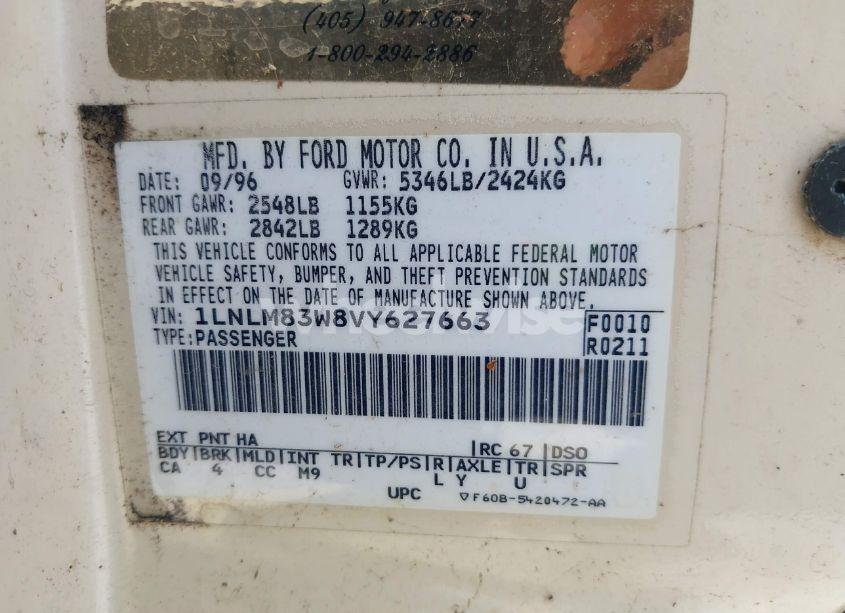 (405) 947-8677
1-800-294-2886
MFD. BY FORD MOTOR CO. IN U.S.A.
DATE: 09/96 GVWR: 5346LB/2424KG
FRONT GAWR: 2548LB 1155KG
REAR GAWR: 2842LB 1289KG
THIS VEHICLE CONFORMS TO ALL APPLICABLE FEDERAL MOTOR
VEHICLE SAFETY, BUMPER, AND THEFT PREVENTION STANDARDS
IN EFFECT ON THE DATE OF MANUFACTURE SHOWN ABOVE.
VIN: 1LNLM83W8VY627663 F0010
TYPE: PASSENGER R0211
EXT PNT HA RC 67 DSO
BDY BRK MLD INT TR TP/PS R AXLE TR SPR
CA 4 CC M9 L Y U
UPC F60B-5420472-AA